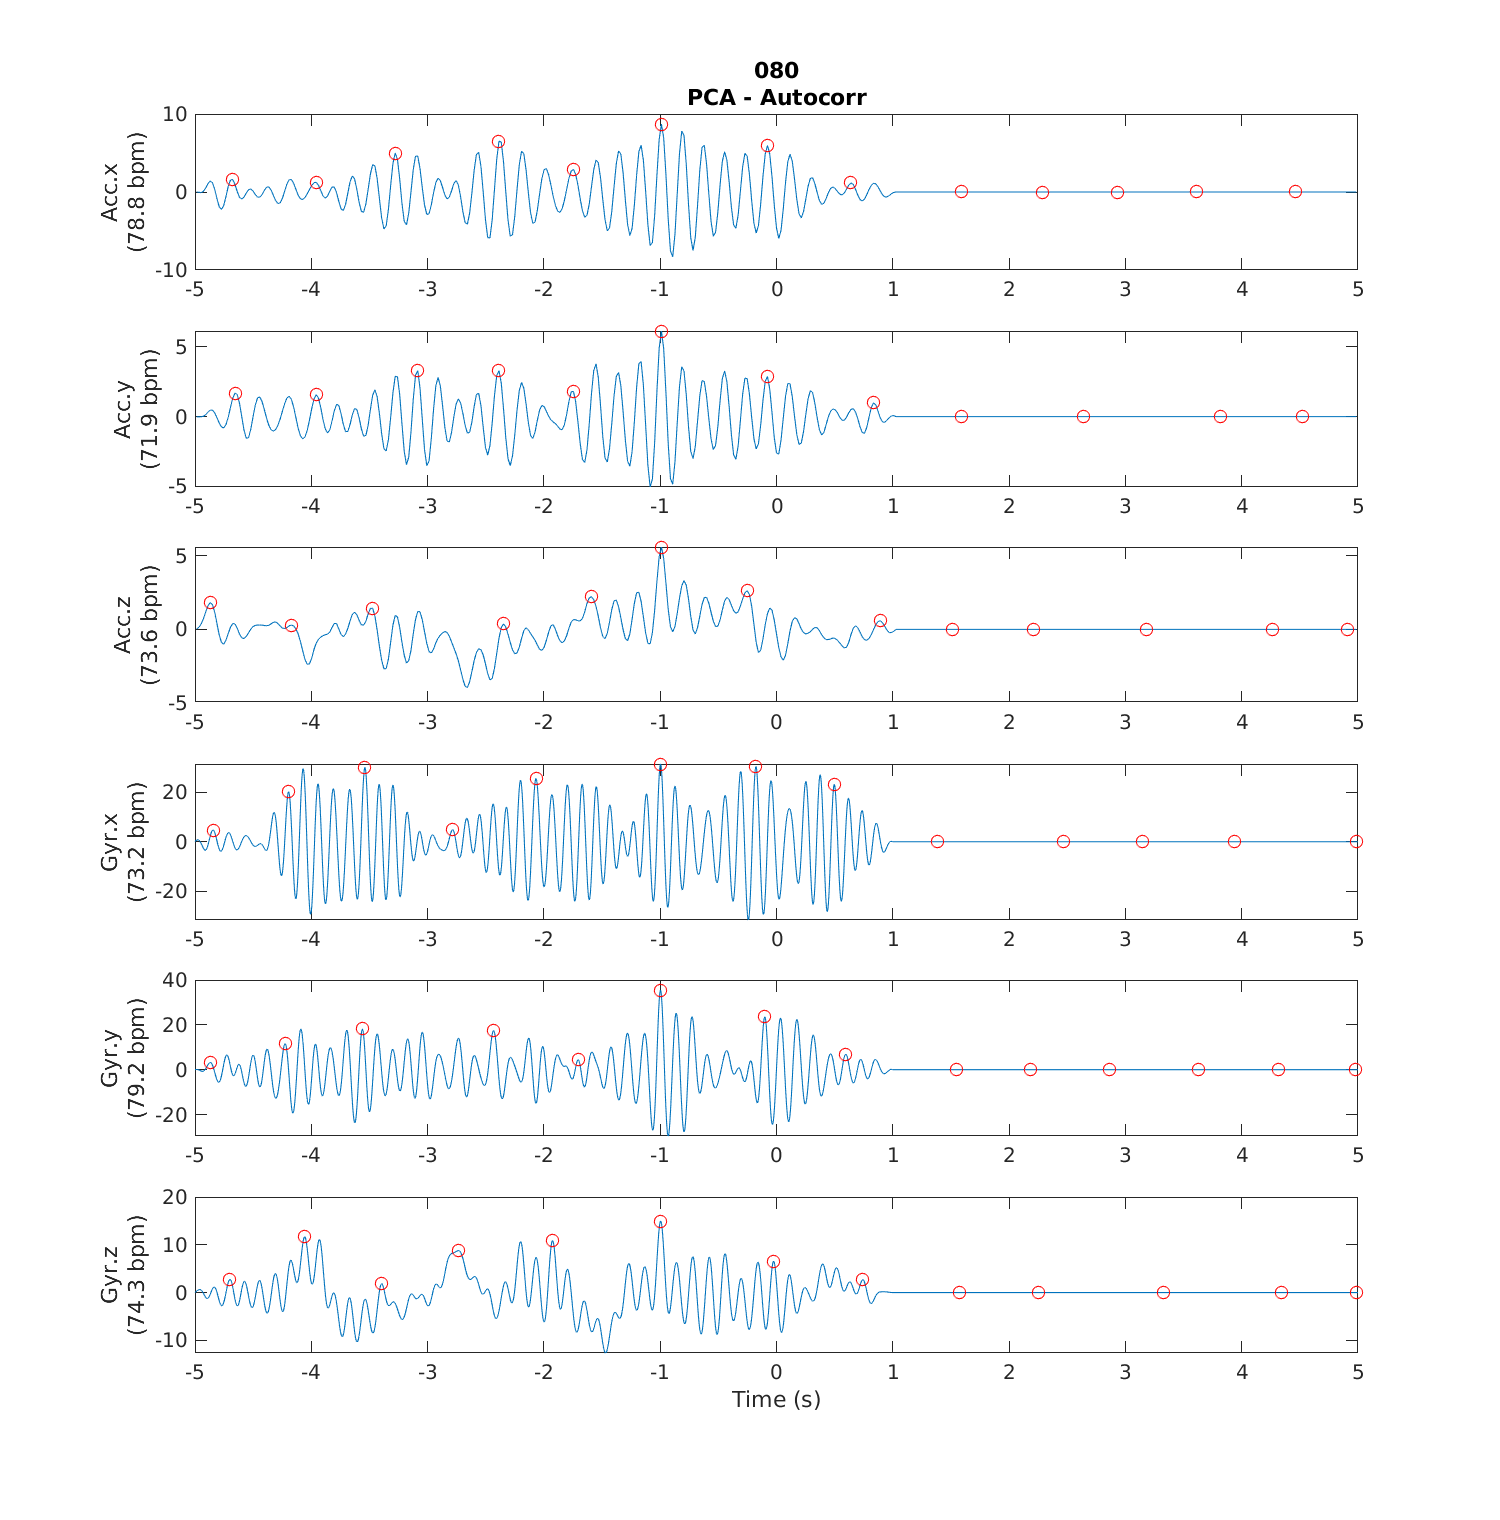 080
PCA - Autocorr
Acc.x
(78.8 bpm)
10
0
-10
-5 -4 -3 -2 -1 0 1 2 3 4 5
Acc.y
(71.9 bpm)
5
0
-5
-5 -4 -3 -2 -1 0 1 2 3 4 5
Acc.z
(73.6 bpm)
5
0
-5
-5 -4 -3 -2 -1 0 1 2 3 4 5
Gyr.x
(73.2 bpm)
20
0
-20
-5 -4 -3 -2 -1 0 1 2 3 4 5
Gyr.y
(79.2 bpm)
40
20
0
-20
-5 -4 -3 -2 -1 0 1 2 3 4 5
Gyr.z
(74.3 bpm)
20
10
0
-10
-5 -4 -3 -2 -1 0 1 2 3 4 5
Time (s)